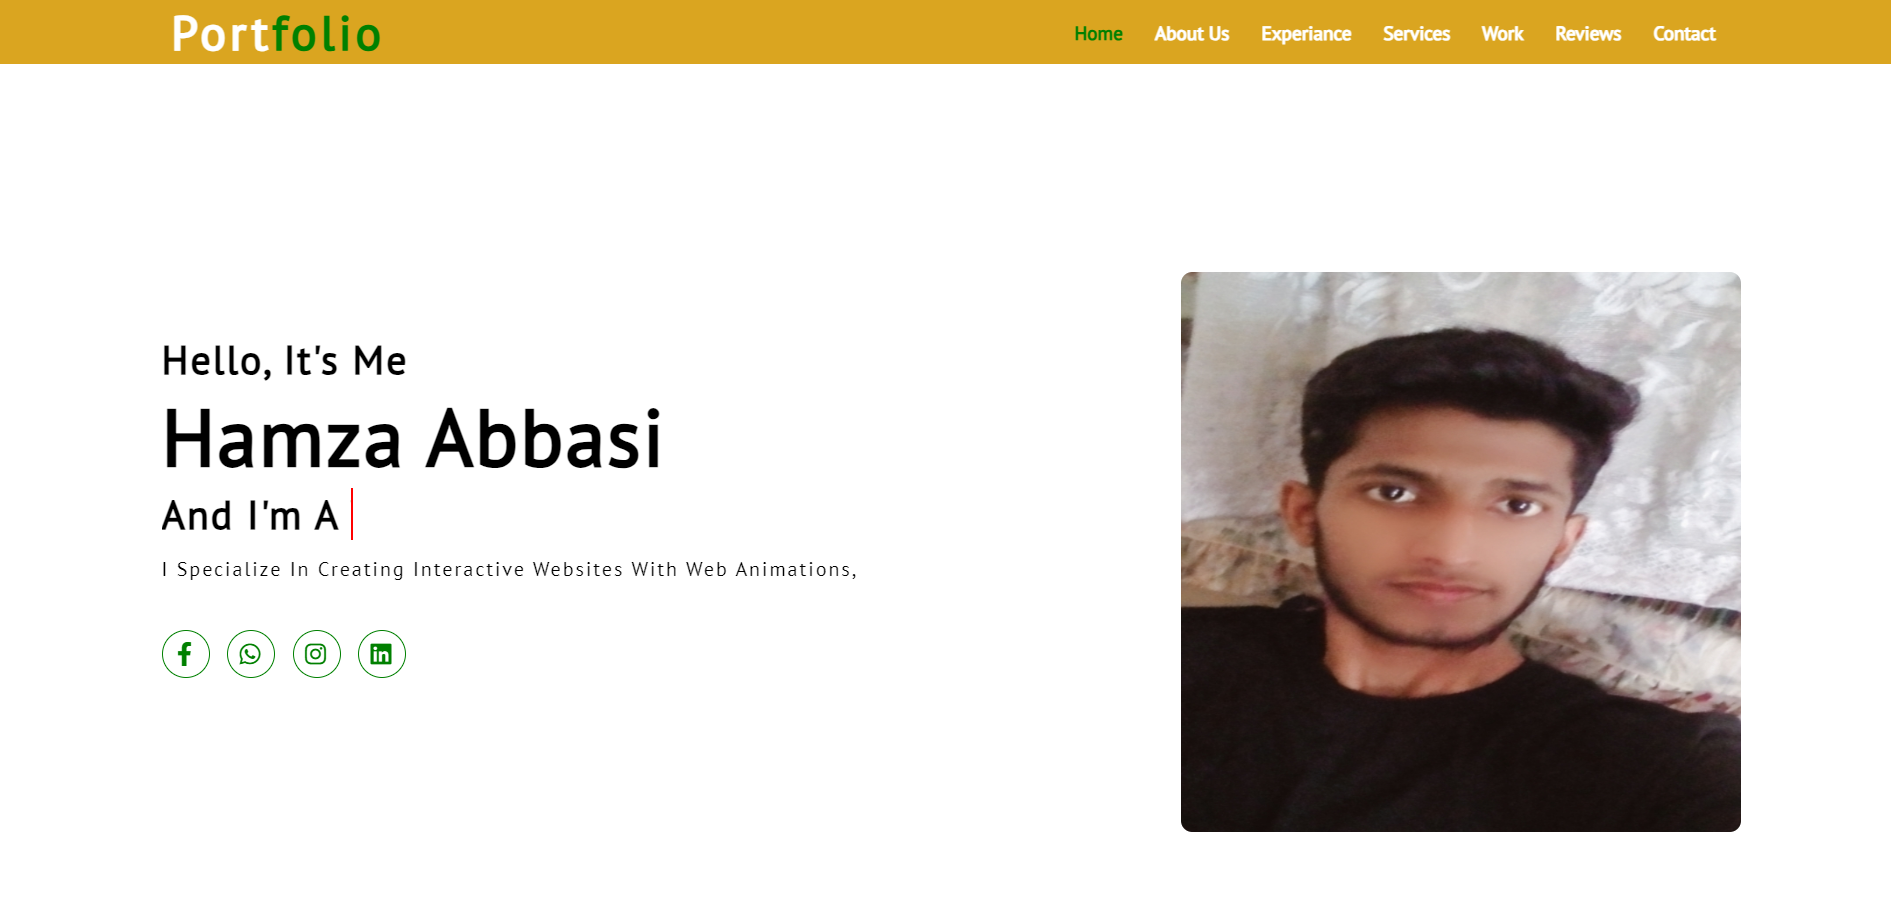 Portfolio
Home About Us Experiance Services Work Reviews Contact
Hello, It's Me
Hamza Abbasi
And I'm A
I Specialize In Creating Interactive Websites With Web Animations,